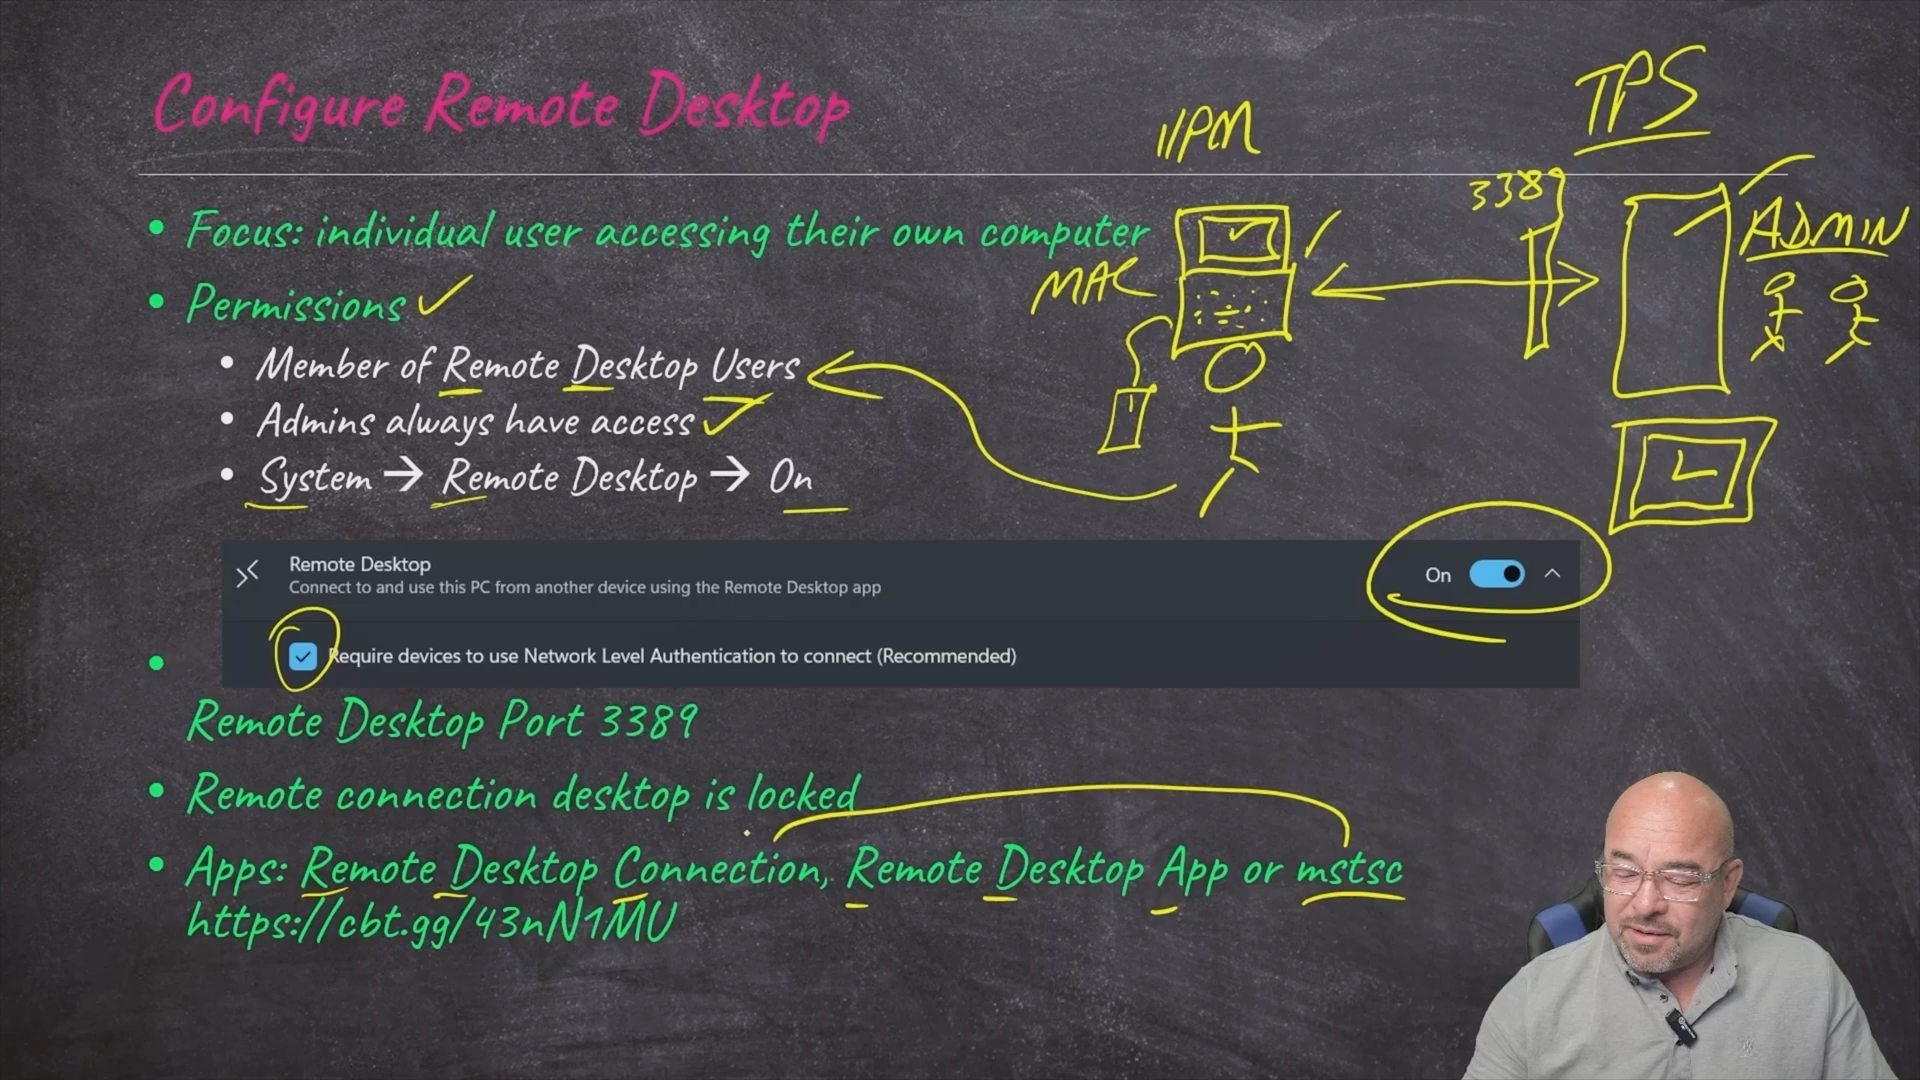 Configure Remote Desktop
11PM
TPS
3389
ADMIN
MAC
Focus: individual user accessing their own computer
Permissions
Member of Remote Desktop Users
Admins always have access
System → Remote Desktop → On
Remote Desktop
Connect to and use this PC from another device using the Remote Desktop app
On
Require devices to use Network Level Authentication to connect (Recommended)
Remote Desktop Port 3389
Remote connection desktop is locked
Apps: Remote Desktop Connection, Remote Desktop App or mstsc
https://cbt.gg/43nN1MU